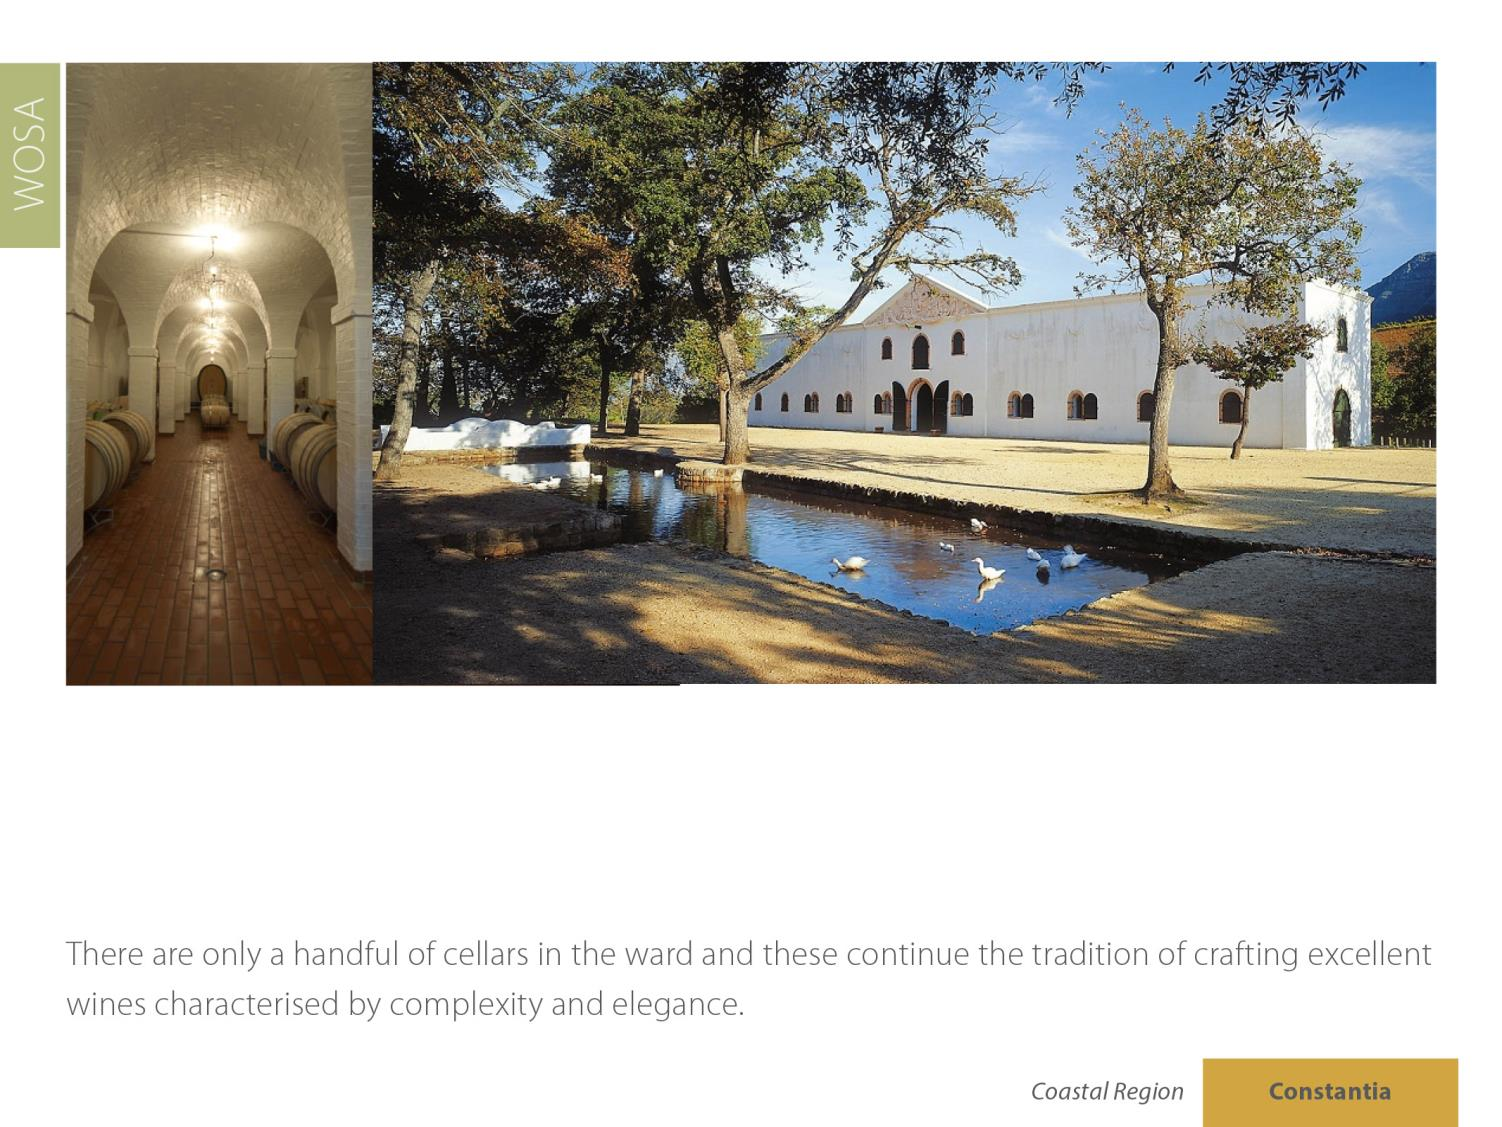 WOSA
There are only a handful of cellars in the ward and these continue the tradition of crafting excellent
wines characterised by complexity and elegance.
Coastal Region
Constantia